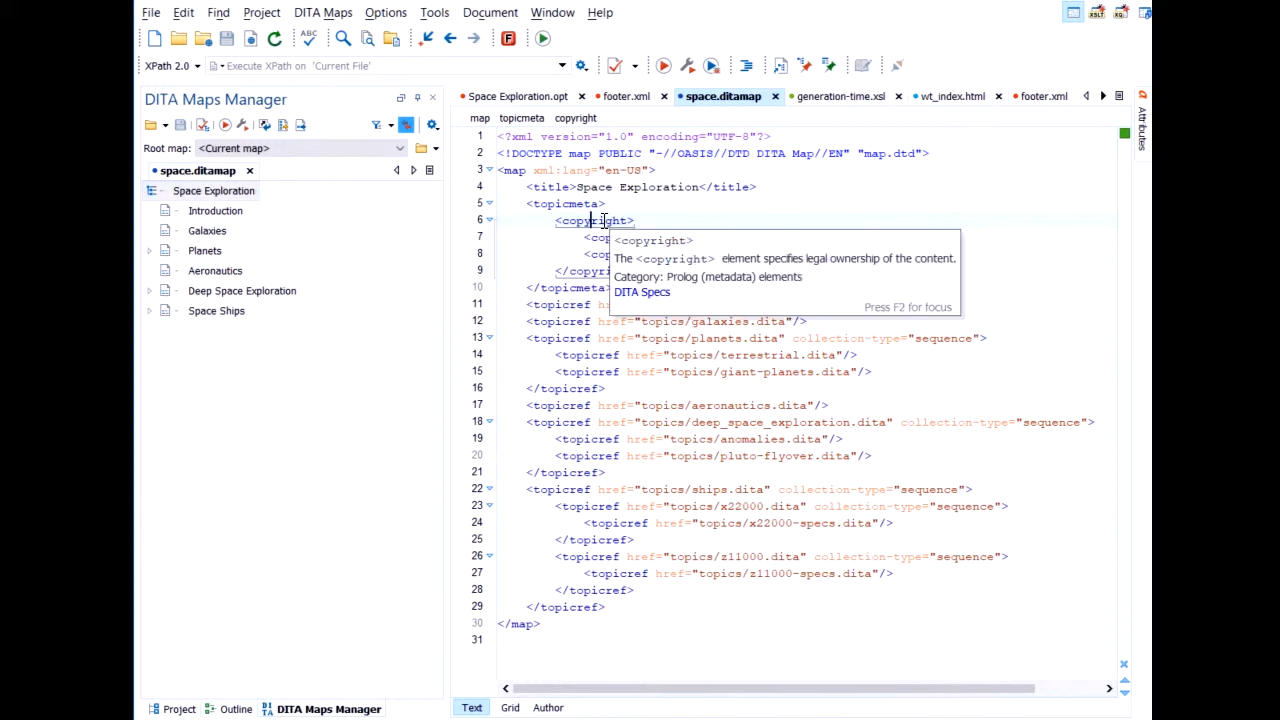 File Edit Find Project DITA Maps Options Tools Document Window Help
XPath 2.0 Execute XPath on 'Current File'
DITA Maps Manager
Root map: <Current map>
space.ditamap
Space Exploration
Introduction
Galaxies
Planets
Aeronautics
Deep Space Exploration
Space Ships
Project Outline DITA Maps Manager
Space Exploration.opt footer.xml space.ditamap generation-time.xsl wt_index.html footer.xml
map topicmeta copyright
1 <?xml version="1.0" encoding="UTF-8"?>
2 <!DOCTYPE map PUBLIC "-//OASIS//DTD DITA Map//EN" "map.dtd">
3 <map xml:lang="en-US">
4 <title>Space Exploration</title>
5 <topicmeta>
6 <copyright>
7 <cop
8 <cop
9 </copyri
10 </topicmeta>
11 <topicref h
12 <topicref href="topics/galaxies.dita"/>
13 <topicref href="topics/planets.dita" collection-type="sequence">
14 <topicref href="topics/terrestrial.dita"/>
15 <topicref href="topics/giant-planets.dita"/>
16 </topicref>
17 <topicref href="topics/aeronautics.dita"/>
18 <topicref href="topics/deep_space_exploration.dita" collection-type="sequence">
19 <topicref href="topics/anomalies.dita"/>
20 <topicref href="topics/pluto-flyover.dita"/>
21 </topicref>
22 <topicref href="topics/ships.dita" collection-type="sequence">
23 <topicref href="topics/x22000.dita" collection-type="sequence">
24 <topicref href="topics/x22000-specs.dita"/>
25 </topicref>
26 <topicref href="topics/z11000.dita" collection-type="sequence">
27 <topicref href="topics/z11000-specs.dita"/>
28 </topicref>
29 </topicref>
30 </map>
31
<copyright>
The <copyright> element specifies legal ownership of the content.
Category: Prolog (metadata) elements
DITA Specs
Press F2 for focus
Text Grid Author
Attributes